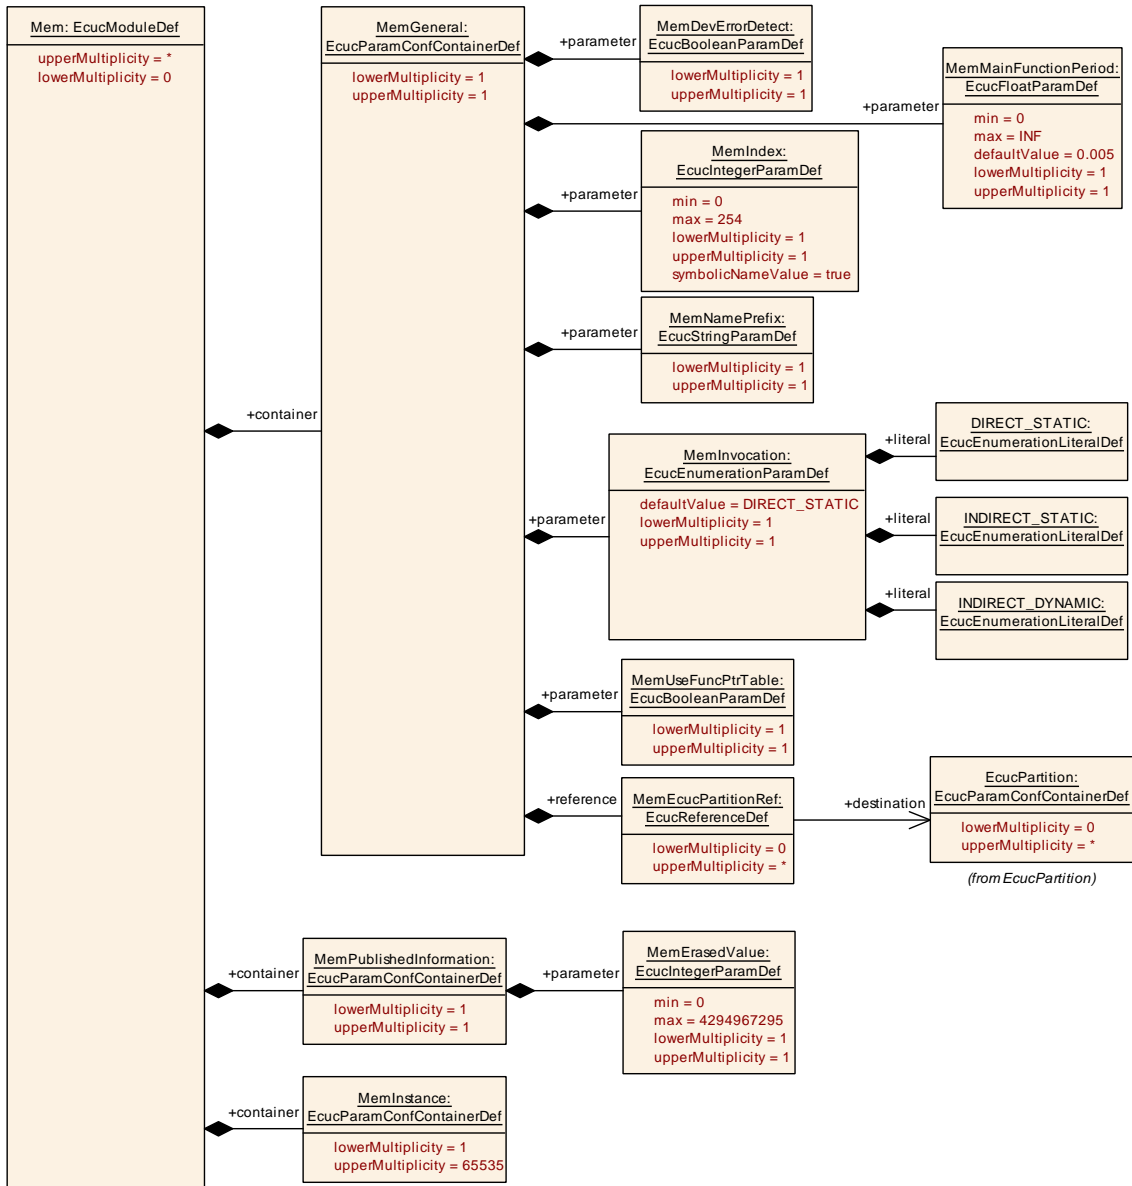 Mem: EcucModuleDef
upperMultiplicity = *
lowerMultiplicity = 0
MemGeneral:
EcucParamConfContainerDef
lowerMultiplicity = 1
upperMultiplicity = 1
+parameter
MemDevErrorDetect:
EcucBooleanParamDef
lowerMultiplicity = 1
upperMultiplicity = 1
+parameter
MemMainFunctionPeriod:
EcucFloatParamDef
min = 0
max = INF
defaultValue = 0.005
lowerMultiplicity = 1
upperMultiplicity = 1
+parameter
MemIndex:
EcucIntegerParamDef
min = 0
max = 254
lowerMultiplicity = 1
upperMultiplicity = 1
symbolicNameValue = true
+parameter
MemNamePrefix:
EcucStringParamDef
lowerMultiplicity = 1
upperMultiplicity = 1
+container
+parameter
MemInvocation:
EcucEnumerationParamDef
defaultValue = DIRECT_STATIC
lowerMultiplicity = 1
upperMultiplicity = 1
+literal
DIRECT_STATIC:
EcucEnumerationLiteralDef
+literal
INDIRECT_STATIC:
EcucEnumerationLiteralDef
+literal
INDIRECT_DYNAMIC:
EcucEnumerationLiteralDef
+parameter
MemUseFuncPtrTable:
EcucBooleanParamDef
lowerMultiplicity = 1
upperMultiplicity = 1
+reference
MemEcucPartitionRef:
EcucReferenceDef
lowerMultiplicity = 0
upperMultiplicity = *
+destination
EcucPartition:
EcucParamConfContainerDef
lowerMultiplicity = 0
upperMultiplicity = *
(from EcucPartition)
+container
MemPublishedInformation:
EcucParamConfContainerDef
lowerMultiplicity = 1
upperMultiplicity = 1
+parameter
MemErasedValue:
EcucIntegerParamDef
min = 0
max = 4294967295
lowerMultiplicity = 1
upperMultiplicity = 1
+container
MemInstance:
EcucParamConfContainerDef
lowerMultiplicity = 1
upperMultiplicity = 65535